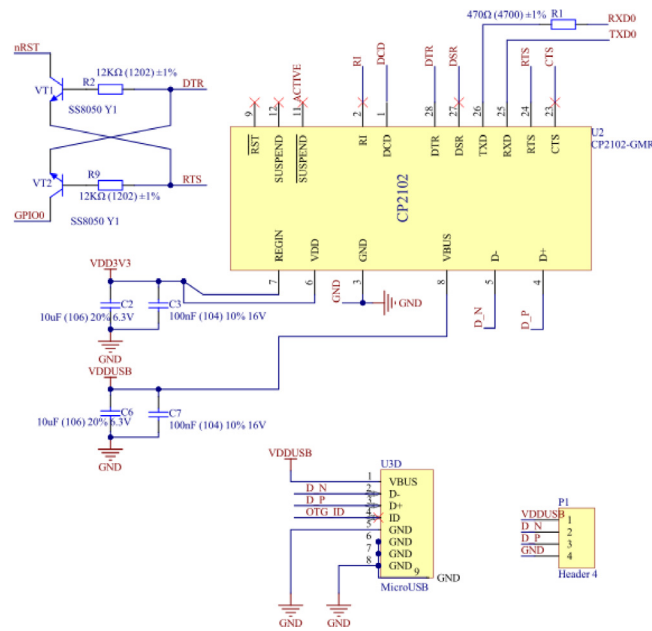 470Ω (4700) ±1%
R1
RXD0
TXD0
nRST
12KΩ (1202) ±1%
R2
DTR
VT1
SS8050 Y1
VT2
R9
RTS
12KΩ (1202) ±1%
GPIO0
SS8050 Y1
ACTIVE
RI
DCD
DTR
DSR
RTS
CTS
9
12
11
2
1
28
27
26
25
24
23
RST
SUSPEND
SUSPEND
RI
DCD
DTR
DSR
TXD
RXD
RTS
CTS
U2
CP2102-GMR
CP2102
REGIN
VDD
GND
VBUS
D-
D+
7
6
3
8
5
4
GND
GND
D_N
D_P
VDD3V3
C2
C3
10uF (106) 20% 6.3V
100nF (104) 10% 16V
GND
VDDUSB
C6
C7
10uF (106) 20% 6.3V
100nF (104) 10% 16V
GND
VDDUSB
U3D
1 VBUS
D_N 2 D-
D_P 3 D+
OTG_ID 4 ID
5 GND
6 GND
7 GND
8 GND
9 GND
MicroUSB
GND
GND
P1
VDDUSB 1
D_N 2
D_P 3
GND 4
Header 4